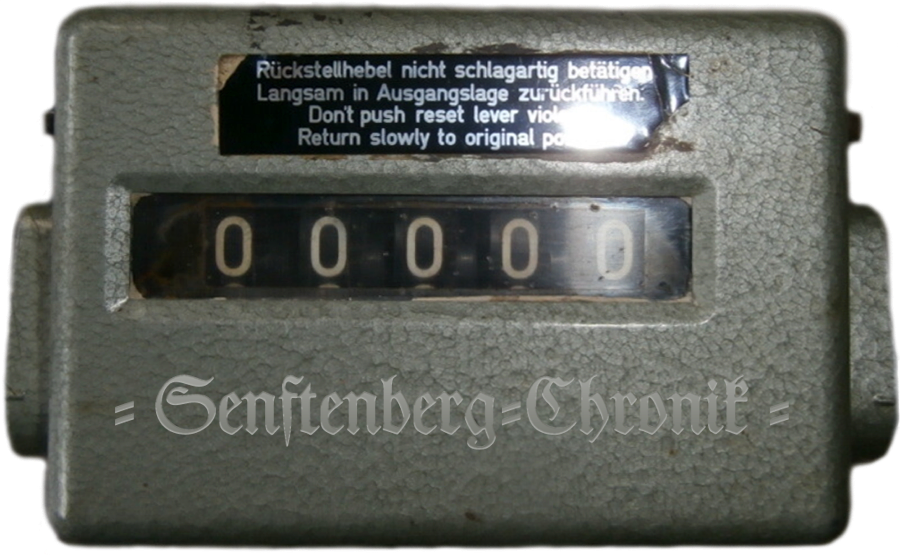 Rückstellhebel nicht schlagartig betätigen
Langsam in Ausgangslage zurückführen.
Don't push reset lever
Return slowly to original
0 0 0 0 0
= Senftenberg=Chronik =